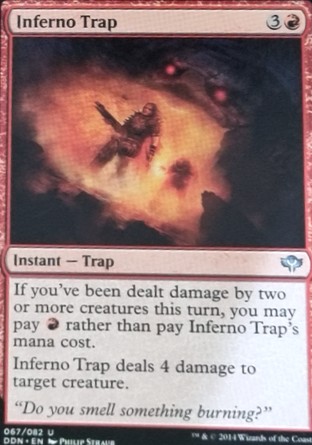 Inferno Trap 3
Instant — Trap
If you've been dealt damage by two
or more creatures this turn, you may
pay rather than pay Inferno Trap's
mana cost.
Inferno Trap deals 4 damage to
target creature.
"Do you smell something burning?"
067/082 U
DDN • EN Philip Straub
™ & © 2014 Wizards of the Coast